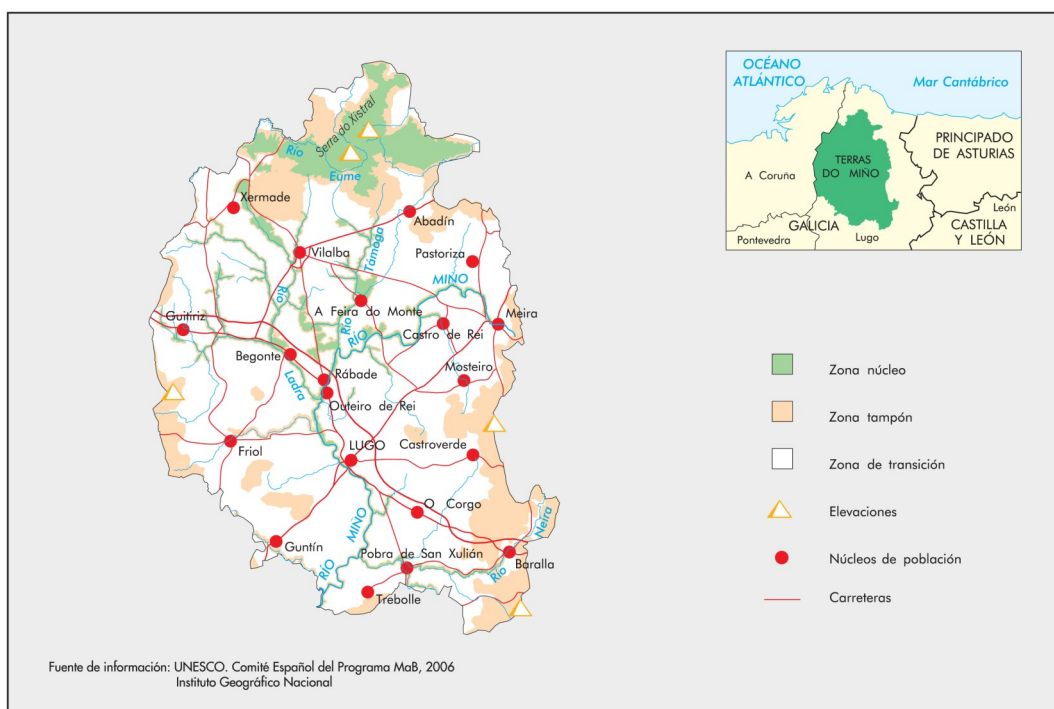 Serra do Xistral
Río
Eume
Xermade
Abadín
Vilalba
Támoga
Pastoriza
MIÑO
Río
A Feira do Monte
Río
RÍO
Guitiriz
Castro de Rei
Meira
Begonte
Ladra
Rábade
Mosteiro
Outeiro de Rei
Friol
LUGO
Castroverde
O Corgo
MIÑO
Neira
Guntín
Pobra de San Xulián
Baralla
RÍO
Río
Trebolle
OCÉANO
ATLÁNTICO
Mar Cantábrico
PRINCIPADO
DE ASTURIAS
TERRAS
DO MIÑO
A Coruña
León
GALICIA
CASTILLA
Y LEÓN
Pontevedra
Lugo
Zona núcleo
Zona tampón
Zona de transición
Elevaciones
Núcleos de población
Carreteras
Fuente de información: UNESCO. Comité Español del Programa MaB, 2006
Instituto Geográfico Nacional